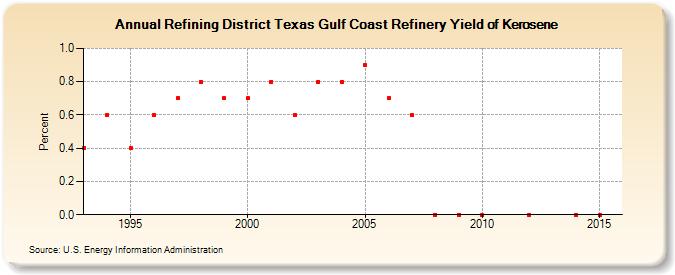 Annual Refining District Texas Gulf Coast Refinery Yield of Kerosene
Percent
1.0
0.8
0.6
0.4
0.2
0.0
1995 2000 2005 2010 2015
Source: U.S. Energy Information Administration